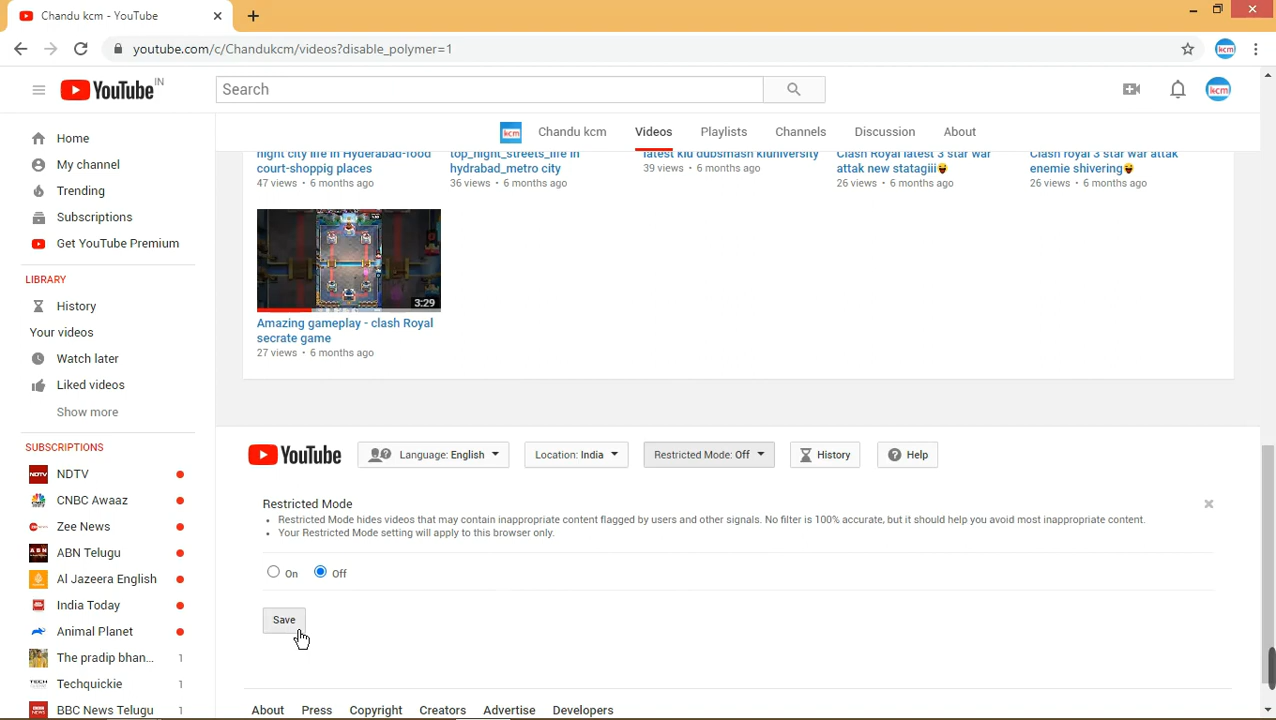 Chandu kcm - YouTube
youtube.com/c/Chandukcm/videos?disable_polymer=1
kcm
YouTube IN
Search
kcm
kcm
Chandu kcm
Videos
Playlists
Channels
Discussion
About
Home
My channel
Trending
Subscriptions
Get YouTube Premium
LIBRARY
History
Your videos
Watch later
Liked videos
Show more
SUBSCRIPTIONS
NDTV
CNBC Awaaz
Zee News
ABN Telugu
Al Jazeera English
India Today
Animal Planet
The pradip bhan... 1
Techquickie 1
BBC News Telugu 1
night city life in Hyderabad-food
court-shoppig places
47 views • 6 months ago
top_night_streets_life in
hydrabad_metro city
36 views • 6 months ago
latest klu dubsmash kluniversity
39 views • 6 months ago
Clash Royal latest 3 star war
attak new statagiii😝
26 views • 6 months ago
Clash royal 3 star war attak
enemie shivering😝
26 views • 6 months ago
3:29
Amazing gameplay - clash Royal
secrate game
27 views • 6 months ago
YouTube
Language: English
Location: India
Restricted Mode: Off
History
Help
Restricted Mode
• Restricted Mode hides videos that may contain inappropriate content flagged by users and other signals. No filter is 100% accurate, but it should help you avoid most inappropriate content.
• Your Restricted Mode setting will apply to this browser only.
On
Off
Save
About
Press
Copyright
Creators
Advertise
Developers